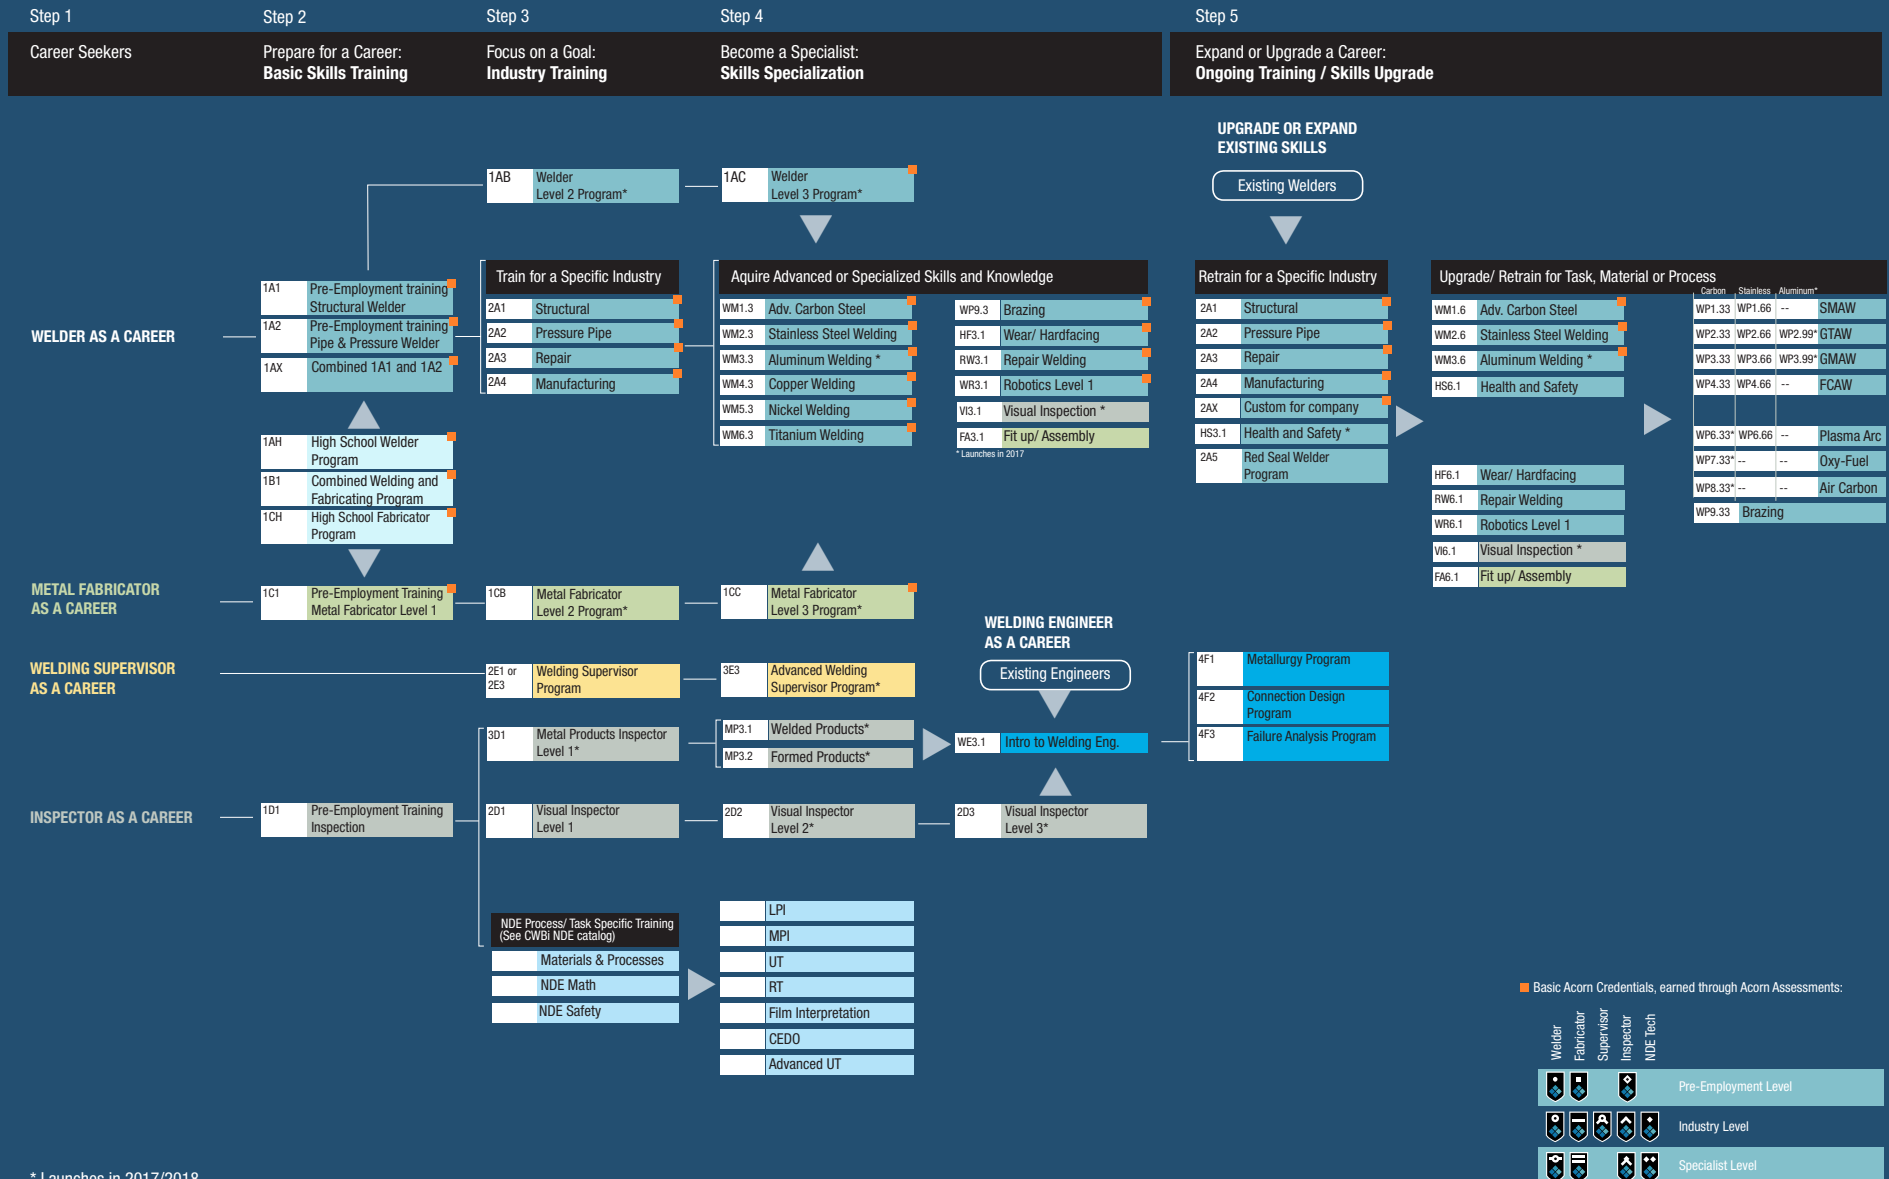 Step 1
Step 2
Step 3
Step 4
Step 5
Career Seekers
Prepare for a Career:
Basic Skills Training
Focus on a Goal:
Industry Training
Become a Specialist:
Skills Specialization
Expand or Upgrade a Career:
Ongoing Training / Skills Upgrade
UPGRADE OR EXPAND
EXISTING SKILLS
Existing Welders
1AB Welder
Level 2 Program*
1AC Welder
Level 3 Program*
WELDER AS A CAREER
1A1 Pre-Employment training
Structural Welder
1A2 Pre-Employment training
Pipe & Pressure Welder
1AX Combined 1A1 and 1A2
1AH High School Welder
Program
1B1 Combined Welding and
Fabricating Program
1CH High School Fabricator
Program
Train for a Specific Industry
2A1 Structural
2A2 Pressure Pipe
2A3 Repair
2A4 Manufacturing
Aquire Advanced or Specialized Skills and Knowledge
WM1.3 Adv. Carbon Steel
WM2.3 Stainless Steel Welding
WM3.3 Aluminum Welding *
WM4.3 Copper Welding
WM5.3 Nickel Welding
WM6.3 Titanium Welding
WP9.3 Brazing
HF3.1 Wear/ Hardfacing
RW3.1 Repair Welding
WR3.1 Robotics Level 1
VI3.1 Visual Inspection *
FA3.1 Fit up/ Assembly
* Launches in 2017
Retrain for a Specific Industry
2A1 Structural
2A2 Pressure Pipe
2A3 Repair
2A4 Manufacturing
2AX Custom for company
HS3.1 Health and Safety *
2A5 Red Seal Welder
Program
Upgrade/ Retrain for Task, Material or Process
WM1.6 Adv. Carbon Steel
WM2.6 Stainless Steel Welding
WM3.6 Aluminum Welding *
HS6.1 Health and Safety
HF6.1 Wear/ Hardfacing
RW6.1 Repair Welding
WR6.1 Robotics Level 1
VI6.1 Visual Inspection *
FA6.1 Fit up/ Assembly
Carbon Stainless Aluminum*
WP1.33 WP1.66 -- SMAW
WP2.33 WP2.66 WP2.99* GTAW
WP3.33 WP3.66 WP3.99* GMAW
WP4.33 WP4.66 -- FCAW
WP6.33* WP6.66 -- Plasma Arc
WP7.33* -- -- Oxy-Fuel
WP8.33* -- -- Air Carbon
WP9.33 Brazing
METAL FABRICATOR
AS A CAREER
1C1 Pre-Employment Training
Metal Fabricator Level 1
1CB Metal Fabricator
Level 2 Program*
1CC Metal Fabricator
Level 3 Program*
WELDING SUPERVISOR
AS A CAREER
2E1 or
2E3
Welding Supervisor
Program
3E3 Advanced Welding
Supervisor Program*
WELDING ENGINEER
AS A CAREER
Existing Engineers
WE3.1 Intro to Welding Eng.
4F1 Metallurgy Program
4F2 Connection Design
Program
4F3 Failure Analysis Program
INSPECTOR AS A CAREER
1D1 Pre-Employment Training
Inspection
3D1 Metal Products Inspector
Level 1*
MP3.1 Welded Products*
MP3.2 Formed Products*
2D1 Visual Inspector
Level 1
2D2 Visual Inspector
Level 2*
2D3 Visual Inspector
Level 3*
NDE Process/ Task Specific Training
(See CWBi NDE catalog)
Materials & Processes
NDE Math
NDE Safety
LPI
MPI
UT
RT
Film Interpretation
CEDO
Advanced UT
Basic Acorn Credentials, earned through Acorn Assessments:
Welder
Fabricator
Supervisor
Inspector
NDE Tech
Pre-Employment Level
Industry Level
Specialist Level
* Launches in 2017/2018